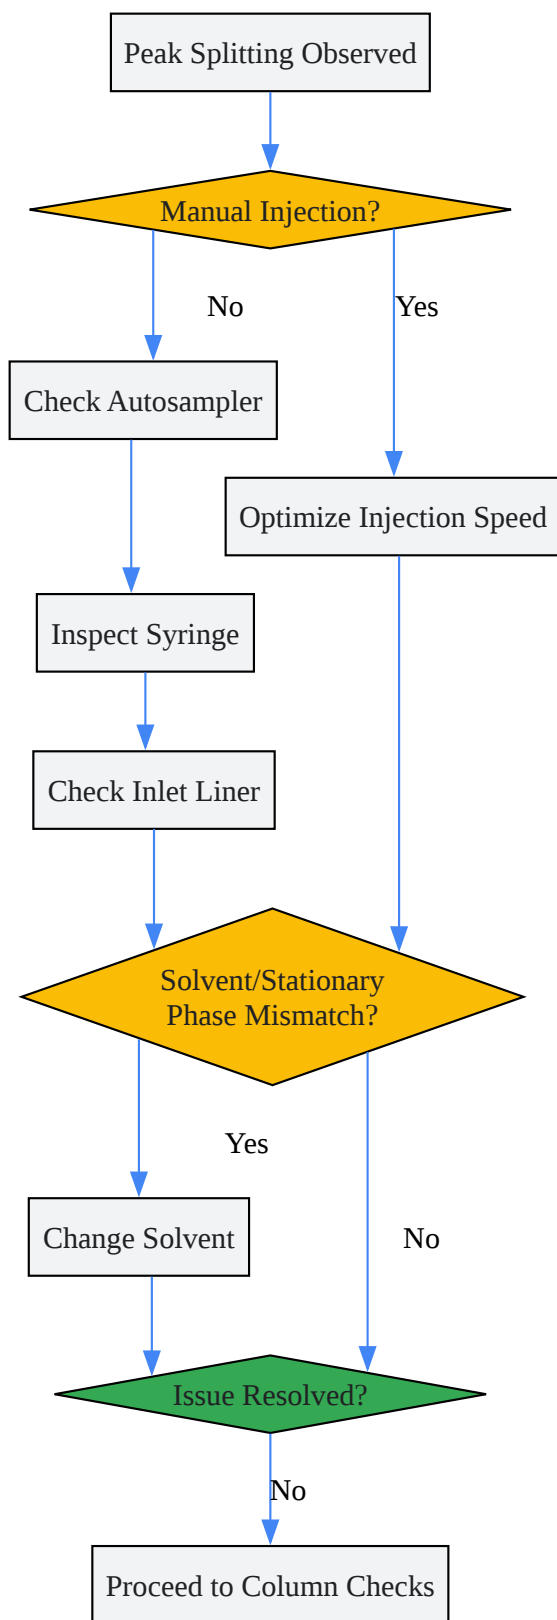 Peak Splitting Observed
Manual Injection?
No
Yes
Check Autosampler
Optimize Injection Speed
Inspect Syringe
Check Inlet Liner
Solvent/Stationary
Phase Mismatch?
Yes
Change Solvent
No
Issue Resolved?
No
Proceed to Column Checks